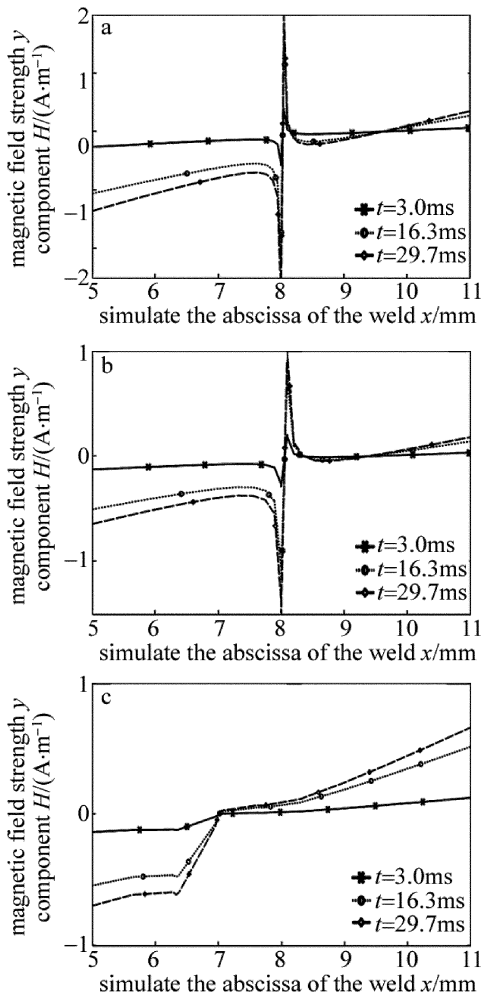 a
2
1
0
−1
−2
magnetic field strength y
component H/(A·m⁻¹)
t=3.0ms
t=16.3ms
t=29.7ms
5 6 7 8 9 10 11
simulate the abscissa of the weld x/mm
b
1
0
−1
magnetic field strength y
component H/(A·m⁻¹)
t=3.0ms
t=16.3ms
t=29.7ms
5 6 7 8 9 10 11
simulate the abscissa of the weld x/mm
c
1
0
−1
magnetic field strength y
component H/(A·m⁻¹)
t=3.0ms
t=16.3ms
t=29.7ms
5 6 7 8 9 10 11
simulate the abscissa of the weld x/mm